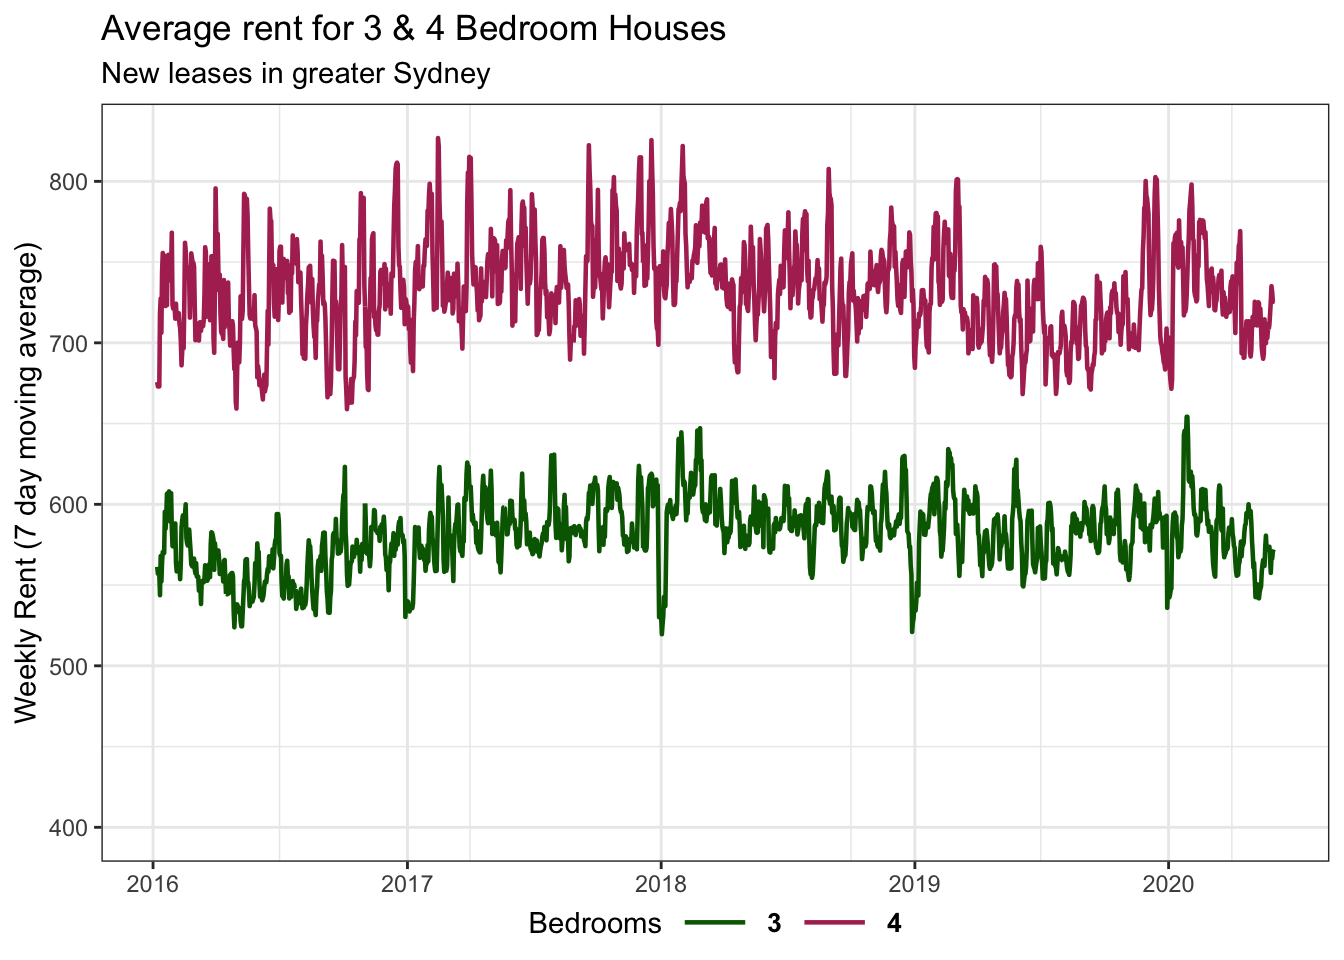 Average rent for 3 & 4 Bedroom Houses
New leases in greater Sydney
Weekly Rent (7 day moving average)
800
700
600
500
400
2016 2017 2018 2019 2020
Bedrooms 3 4